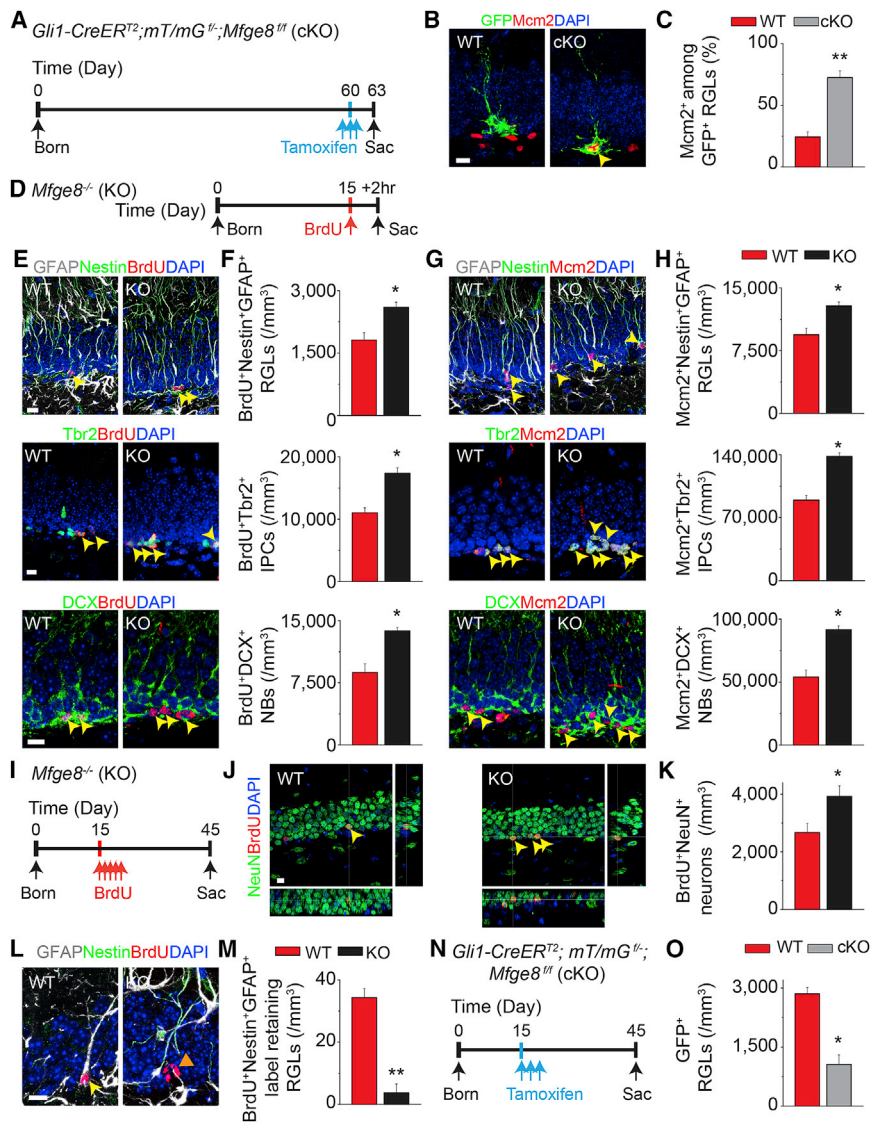 A
Gli1-CreERT2;mT/mG f/-;Mfge8 f/f (cKO)
Time (Day)
0 60 63
Born Tamoxifen Sac
B
GFPMcm2DAPI
WT cKO
C
WT cKO
Mcm2+ among
GFP+ RGLs (%)
100
50
0
**
D Mfge8-/- (KO)
Time (Day)
0 15 +2hr
Born BrdU Sac
E
GFAPNestinBrdUDAPI
WT KO
Tbr2BrdUDAPI
WT KO
DCXBrdUDAPI
WT KO
F
BrdU+Nestin+GFAP+
RGLs (/mm3)
3,000
1,500
0
*
BrdU+Tbr2+
IPCs (/mm3)
20,000
10,000
0
*
BrdU+DCX+
NBs (/mm3)
15,000
7,500
0
*
G
GFAPNestinMcm2DAPI
WT KO
Tbr2Mcm2DAPI
WT KO
DCXMcm2DAPI
WT KO
H
WT KO
Mcm2+Nestin+GFAP+
RGLs (/mm3)
15,000
7,500
0
*
Mcm2+Tbr2+
IPCs (/mm3)
140,000
70,000
0
*
Mcm2+DCX+
NBs (/mm3)
100,000
50,000
0
*
I
Mfge8-/- (KO)
Time (Day)
0 15 45
Born BrdU Sac
J
NeuNBrdUDAPI
WT
KO
K
BrdU+NeuN+
neurons (/mm3)
4,000
2,000
0
*
L
GFAPNestinBrdUDAPI
WT KO
M
WT KO
BrdU+Nestin+GFAP+
label retaining
RGLs (/mm3)
40
20
0
**
N
Gli1-CreERT2; mT/mG f/-;
Mfge8 f/f (cKO)
Time (Day)
0 15 45
Born Tamoxifen Sac
O
WT cKO
GFP+
RGLs (/mm3)
3,000
1,500
0
*